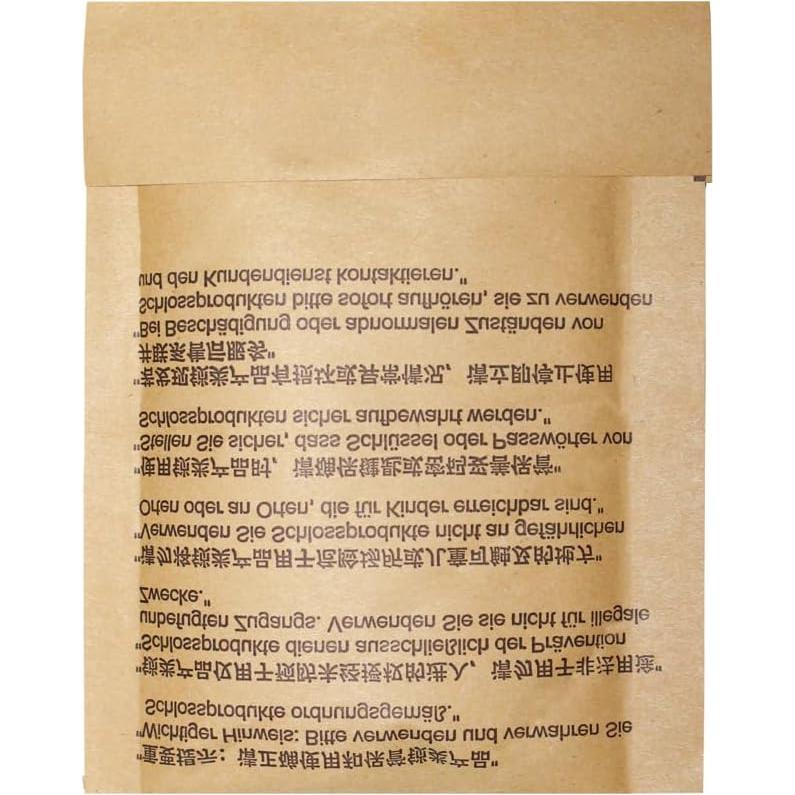 "重要提示：请正确使用和保管锁类产品"
"Wichtiger Hinweis: Bitte verwenden und verwahren Sie
Schlossprodukte ordnungsgemäß."
"锁类产品仅用于预防未经授权的进入，请勿用于非法用途"
"Schlossprodukte dienen ausschließlich der Prävention
unbefugten Zugangs. Verwenden Sie sie nicht für illegale
Zwecke."
"请勿将锁类产品用于危险场所或儿童可触及的地方"
"Verwenden Sie Schlossprodukte nicht an gefährlichen
Orten oder an Orten, die für Kinder erreichbar sind."
"使用锁类产品时，请确保键匙或密码妥善保管"
"Stellen Sie sicher, dass Schlüssel oder Passwörter von
Schlossprodukten sicher aufbewahrt werden."
"若发现锁类产品有损坏或异常情况，请立即停止使用
并联系售后服务"
"Bei Beschädigung oder abnormalen Zuständen von
Schlossprodukten bitte sofort aufhören, sie zu verwenden
und den Kundendienst kontaktieren."